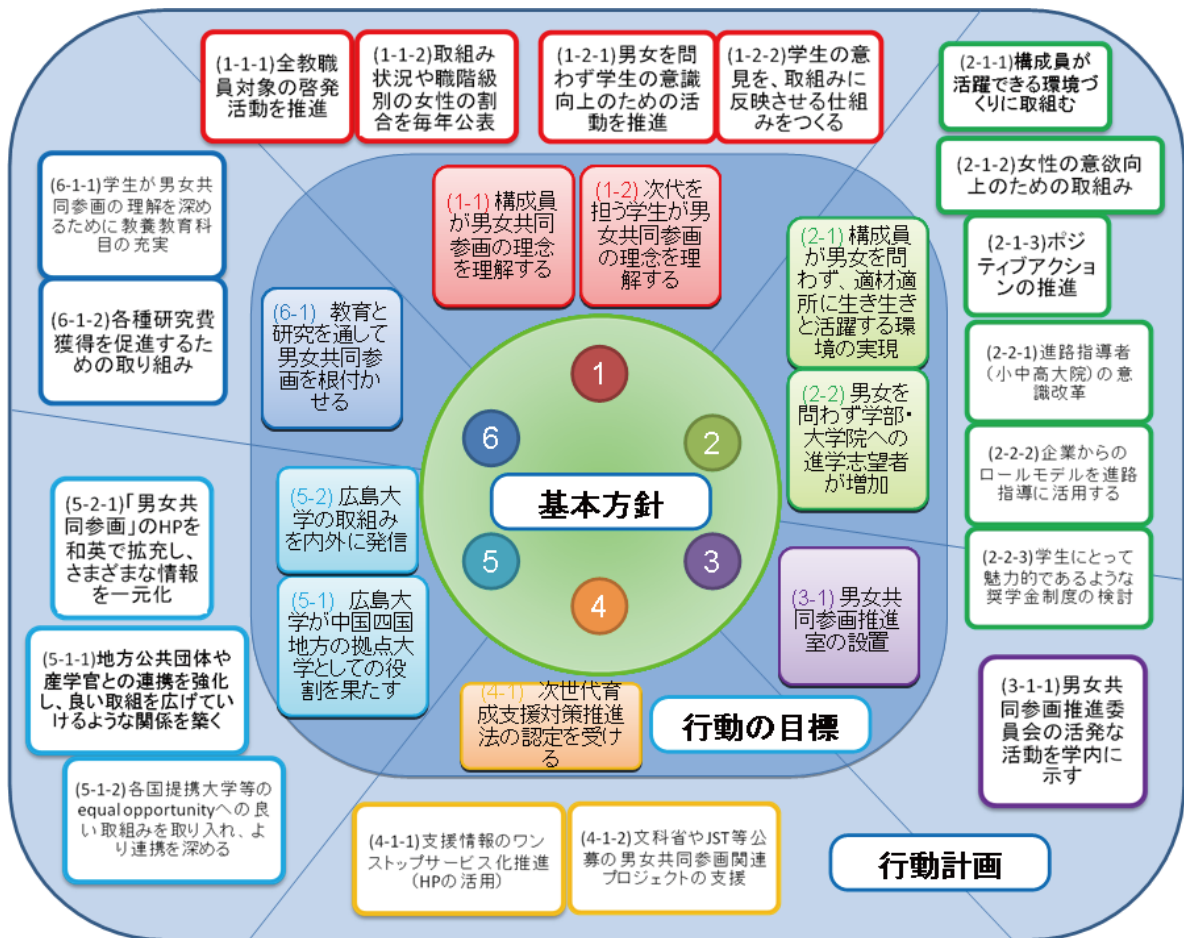 (1-1-1)全教職
員対象の啓発
活動を推進
(1-1-2)取組み
状況や職階級
別の女性の割
合を毎年公表
(1-2-1)男女を問
わず学生の意識
向上のための活
動を推進
(1-2-2)学生の意
見を、取組みに
反映させる仕組
みをつくる
(2-1-1)構成員が
活躍できる環境づ
くりに取組む
(2-1-2)女性の意欲向
上のための取組み
(2-1-3)ポジ
ティブアクショ
ンの推進
(2-2-1)進路指導者
(小中高大院)の意
識改革
(2-2-2)企業からの
ロールモデルを進路
指導に活用する
(2-2-3)学生にとって
魅力的であるような
奨学金制度の検討
(3-1-1)男女共
同参画推進委
員会の活発な
活動を学内に
示す
(6-1-1)学生が男女共
同参画の理解を深め
るために教養教育科
目の充実
(6-1-2)各種研究費
獲得を促進するた
めの取り組み
(5-2-1)「男女共
同参画」のHPを
和英で拡充し、
さまざまな情報
を一元化
(5-1-1)地方公共団体や
産学官との連携を強化
し、良い取組を広げてい
けるような関係を築く
(5-1-2)各国提携大学等の
equal opportunityへの良
い取組みを取り入れ、よ
り連携を深める
(4-1-1)支援情報のワン
ストップサービス化推進
(HPの活用)
(4-1-2)文科省やJST等公
募の男女共同参画関連
プロジェクトの支援
(1-1) 構成員
が男女共同
参画の理念
を理解する
(1-2) 次代を
担う学生が男
女共同参画
の理念を理
解する
(2-1) 構成員
が男女を問
わず、適材適
所に生き生き
と活躍する環
境の実現
(2-2) 男女を
問わず学部・
大学院への
進学志望者
が増加
(3-1) 男女共
同参画推進
室の設置
(4-1) 次世代育
成支援対策推進
法の認定を受け
る
(5-1) 広島大
学が中国四国
地方の拠点大
学としての役
割を果たす
(5-2) 広島大
学の取組み
を内外に発信
(6-1) 教育と
研究を通して
男女共同参
画を根付か
せる
1
2
3
4
5
6
基本方針
行動の目標
行動計画